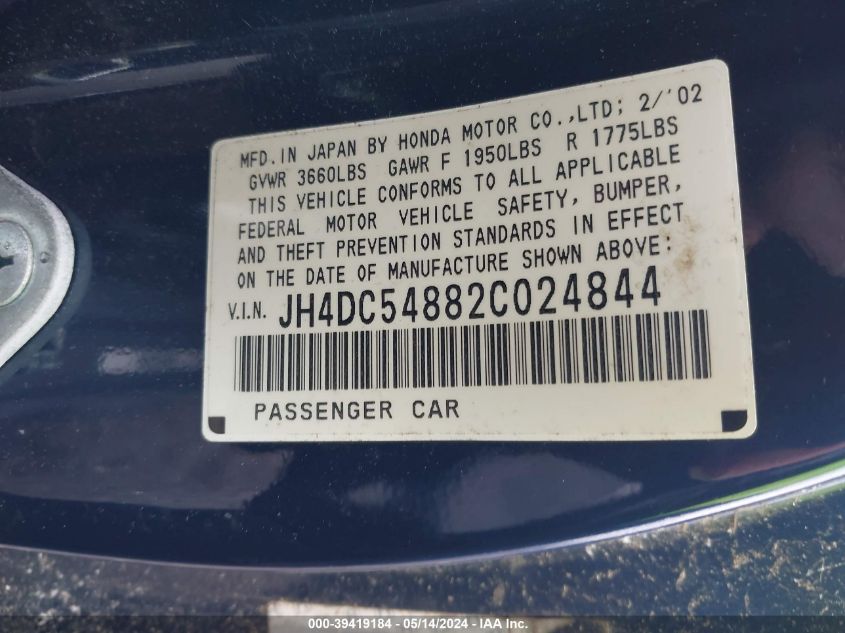 MFD. IN JAPAN BY HONDA MOTOR CO.,LTD; 2/'02
GVWR 3660LBS GAWR F 1950LBS R 1775LBS
THIS VEHICLE CONFORMS TO ALL APPLICABLE
FEDERAL MOTOR VEHICLE SAFETY, BUMPER,
AND THEFT PREVENTION STANDARDS IN EFFECT
ON THE DATE OF MANUFACTURE SHOWN ABOVE:
V.I.N. JH4DC54882C024844
PASSENGER CAR
000-39419184 - 05/14/2024 - IAA Inc.